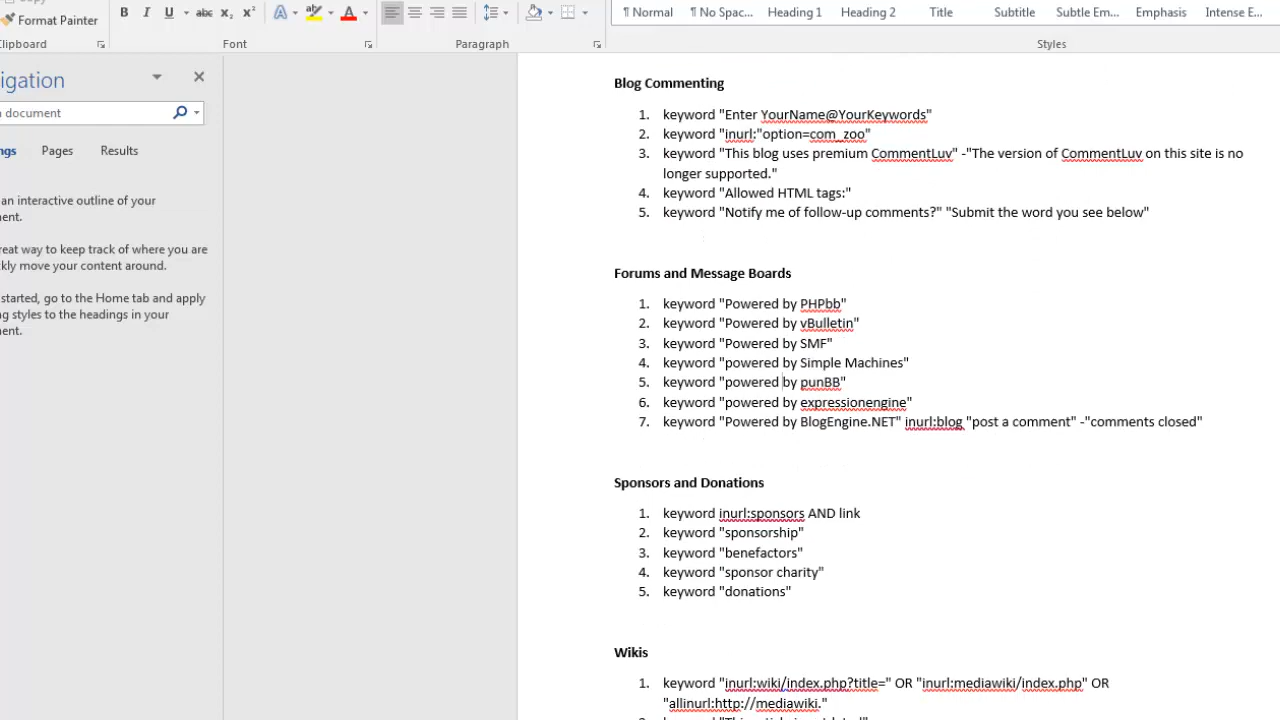 Format Painter
B I U abc x₂ x² A aby A
¶ Normal ¶ No Spac... Heading 1 Heading 2 Title Subtitle Subtle Em... Emphasis Intense E...
Clipboard Font Paragraph Styles
igation
a document
ngs Pages Results
an interactive outline of your
ment.
reat way to keep track of where you are
kly move your content around.
started, go to the Home tab and apply
ng styles to the headings in your
ment.
Blog Commenting
1. keyword "Enter YourName@YourKeywords"
2. keyword "inurl:"option=com_zoo"
3. keyword "This blog uses premium CommentLuv" -"The version of CommentLuv on this site is no
longer supported."
4. keyword "Allowed HTML tags:"
5. keyword "Notify me of follow-up comments?" "Submit the word you see below"
Forums and Message Boards
1. keyword "Powered by PHPbb"
2. keyword "Powered by vBulletin"
3. keyword "Powered by SMF"
4. keyword "powered by Simple Machines"
5. keyword "powered by punBB"
6. keyword "powered by expressionengine"
7. keyword "Powered by BlogEngine.NET" inurl:blog "post a comment" -"comments closed"
Sponsors and Donations
1. keyword inurl:sponsors AND link
2. keyword "sponsorship"
3. keyword "benefactors"
4. keyword "sponsor charity"
5. keyword "donations"
Wikis
1. keyword "inurl:wiki/index.php?title=" OR "inurl:mediawiki/index.php" OR
"allinurl:http://mediawiki."